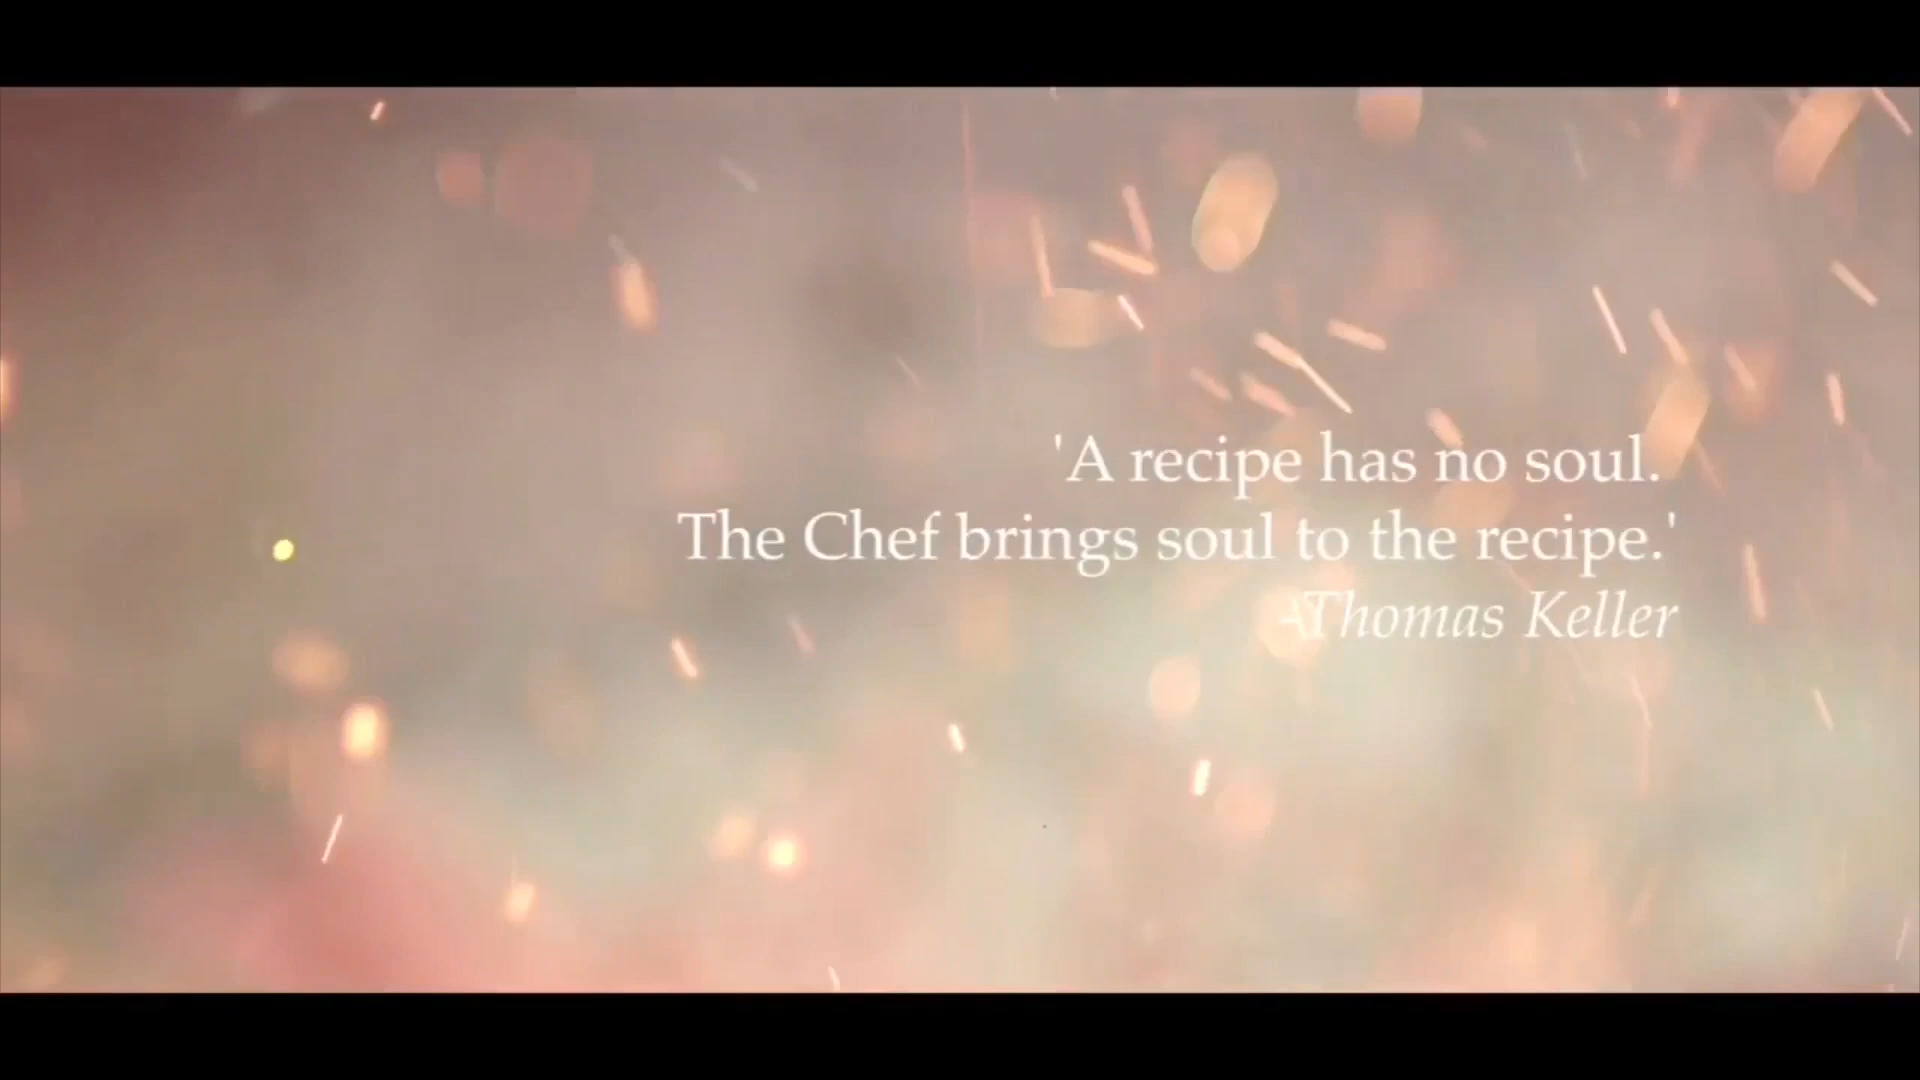 'A recipe has no soul.
The Chef brings soul to the recipe.'
-Thomas Keller